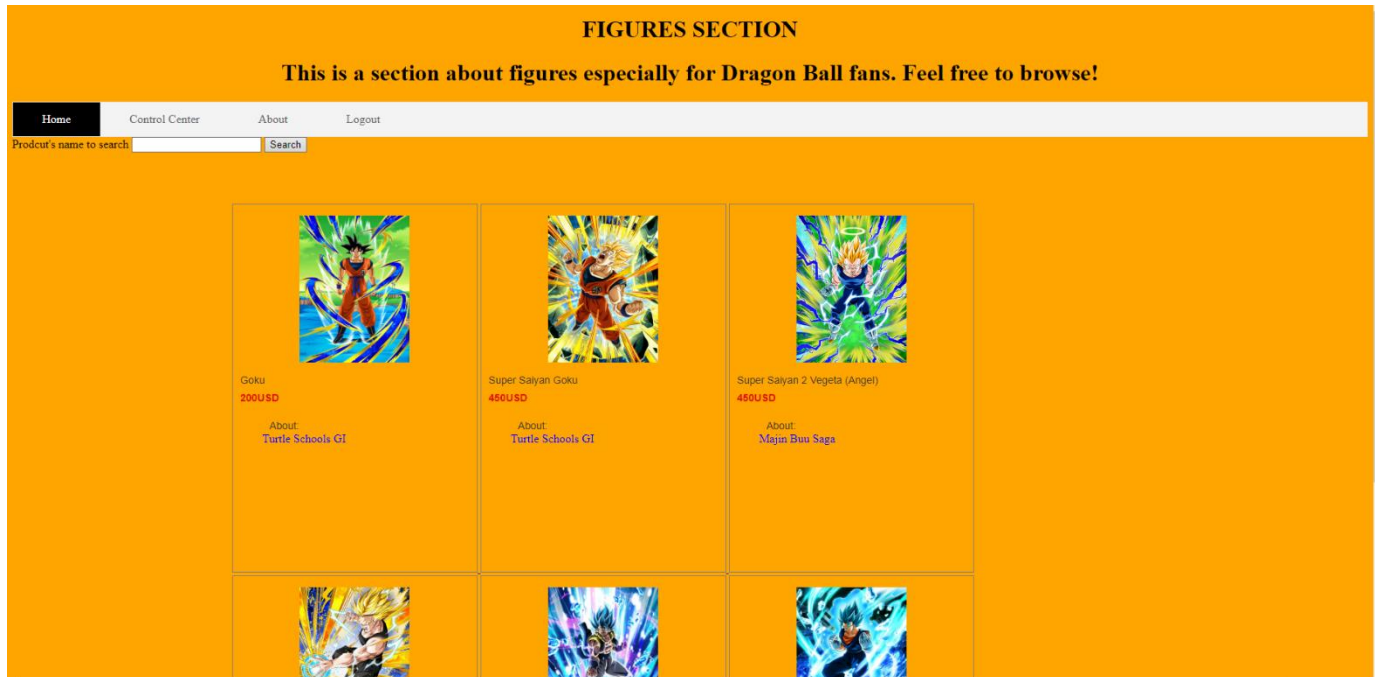 FIGURES SECTION
This is a section about figures especially for Dragon Ball fans. Feel free to browse!
Home Control Center About Logout
Prodcut's name to search Search
Goku
200USD
About:
Turtle Schools GI
Super Saiyan Goku
450USD
About:
Turtle Schools GI
Super Saiyan 2 Vegeta (Angel)
450USD
About:
Majin Buu Saga